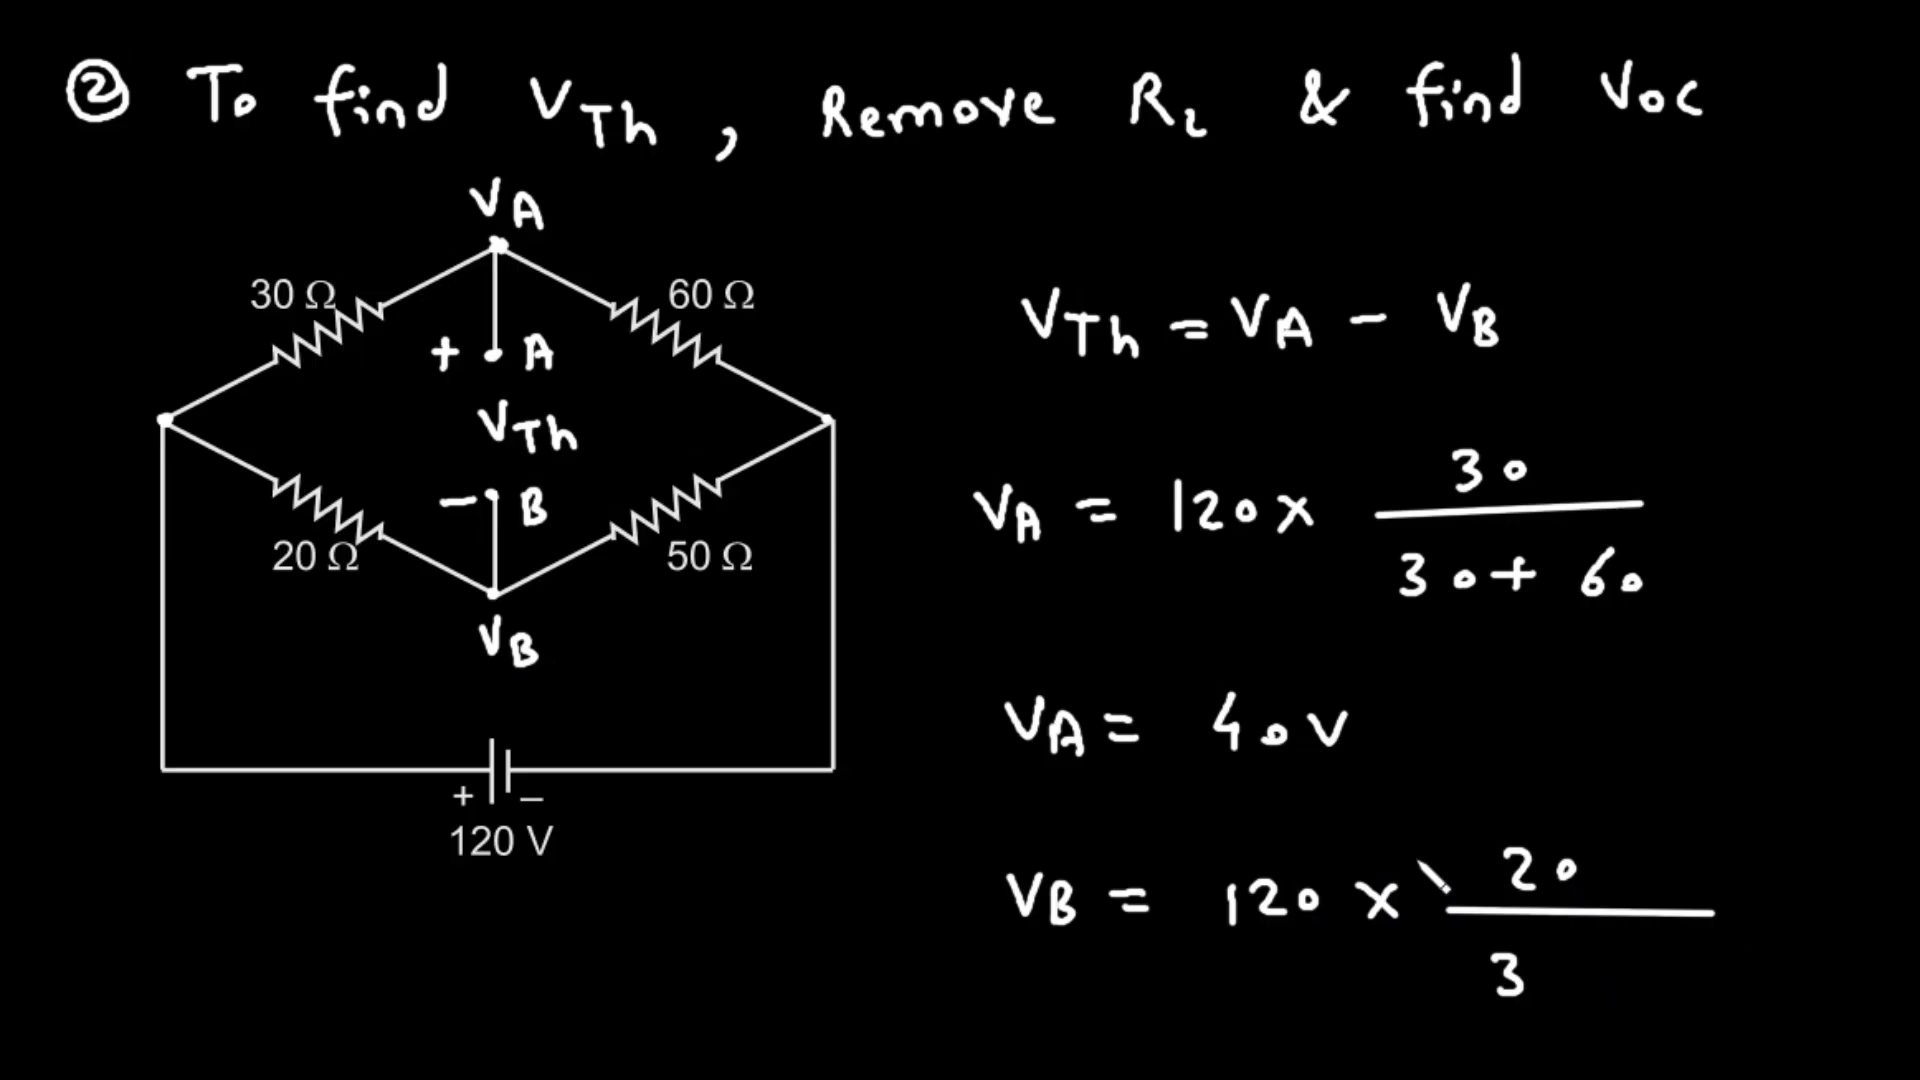 ② To find VTh, Remove RL & find VOC
VA
30 Ω
60 Ω
+ A
VTh
- B
20 Ω
50 Ω
VB
+ –
120 V
VTh = VA - VB
VA = 120 x 30
30+ 60
VA = 40V
VB = 120 x 20
3